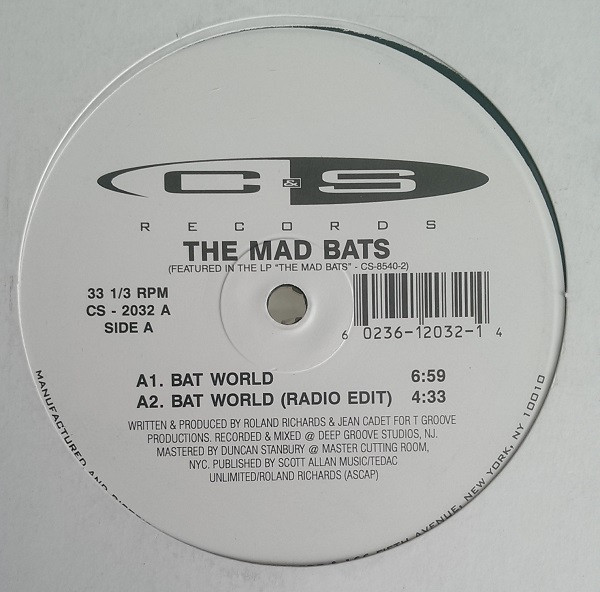 C&S
RECORDS
THE MAD BATS
(FEATURED IN THE LP "THE MAD BATS" - CS-8540-2)
33 1/3 RPM
CS - 2032 A
SIDE A
6 0236-12032-1 4
A1. BAT WORLD 6:59
A2. BAT WORLD (RADIO EDIT) 4:33
WRITTEN & PRODUCED BY ROLAND RICHARDS & JEAN CADET FOR T GROOVE
PRODUCTIONS. RECORDED & MIXED @ DEEP GROOVE STUDIOS, NJ.
MASTERED BY DUNCAN STANBURY @ MASTER CUTTING ROOM,
NYC. PUBLISHED BY SCOTT ALLAN MUSIC/TEDAC
UNLIMITED/ROLAND RICHARDS (ASCAP)
MANUFACTURED AND AVENUE, NEW YORK, NY 10010